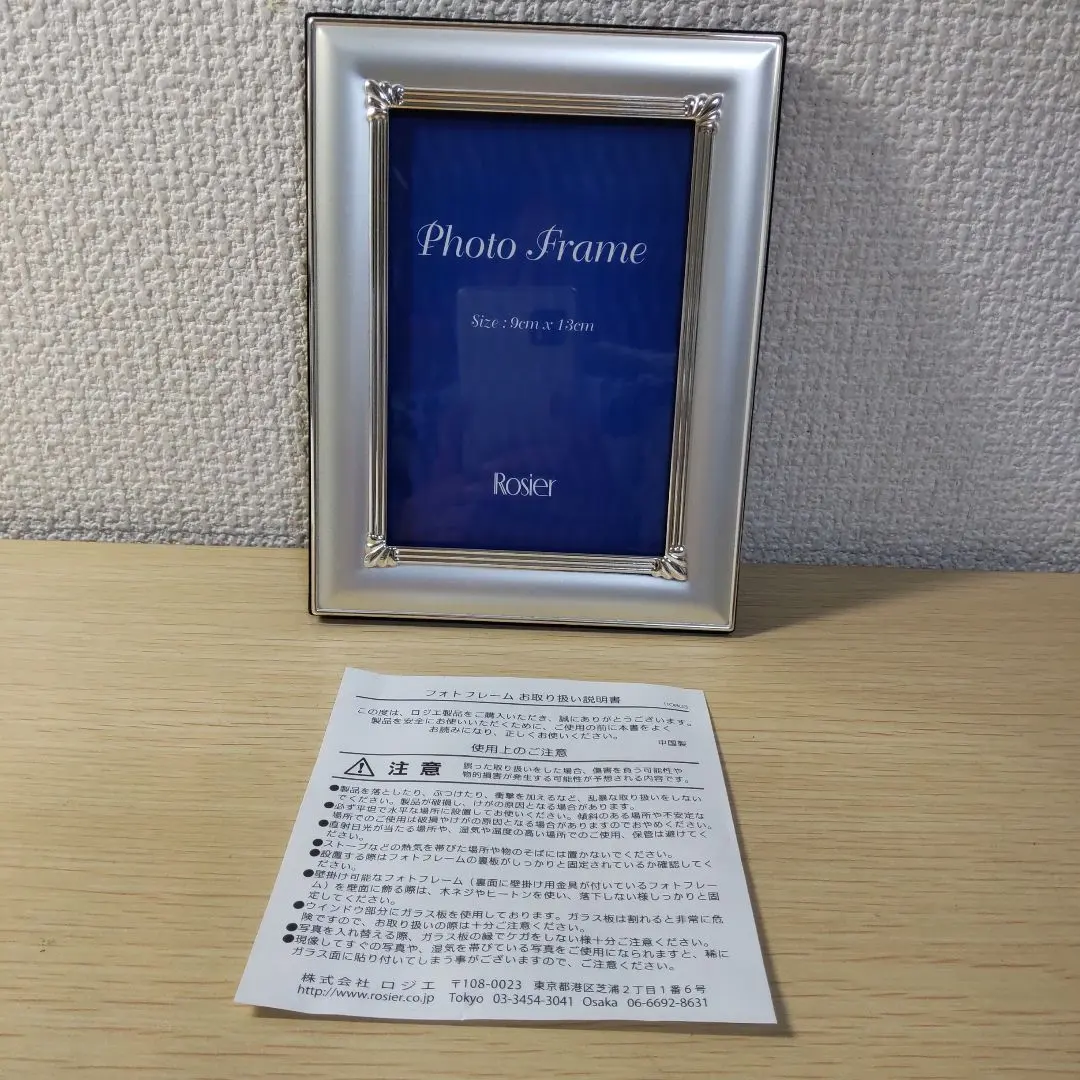 Photo Frame
Size : 9cm x 13cm
Rosier
フォトフレーム お取り扱い説明書
この度は、ロジエ製品をご購入いただき、誠にありがとうございます。
製品を安全にお使いいただくために、ご使用の前に本書をよく
お読みになり、正しくお使いください。
中国製
使用上のご注意
注意
誤った取り扱いをした場合、傷害を負う可能性や
物的損害が発生する可能性が予想される内容です。
●製品を落としたり、ぶつけたり、衝撃を加えるなど、乱暴な取り扱いをしない
でください。製品が破損し、けがの原因となる場合があります。
●必ず平坦で水平な場所に設置してお使いください。傾斜のある場所や不安定な
場所でのご使用は破損やけがの原因となる場合がありますのでおやめください。
●直射日光が当たる場所や、湿気や温度の高い場所でのご使用、保管は避けてく
ださい。
●ストーブなどの熱気を帯びた場所や物のそばには置かないでください。
●設置する際はフォトフレームの裏板がしっかりと固定されているか確認してく
ださい。
●壁掛け可能なフォトフレーム（裏面に壁掛け用金具が付いているフォトフレー
ム）を壁面に飾る際は、木ネジやヒートンを使い、落下しない様しっかりと固
定してください。
●ウインドウ部分にガラス板を使用しております。ガラス板は割れると非常に危
険ですので、お取り扱いの際は十分ご注意ください。
●写真を入れ替える際、ガラス板の縁でケガをしない様十分ご注意ください。
●現像してすぐの写真や、湿気を帯びている写真をご使用になられますと、稀に
ガラス面に貼り付いてしまう事がございますので、ご注意ください。
株式会社 ロジエ 〒108-0023 東京都港区芝浦2丁目1番6号
http://www.rosier.co.jp Tokyo 03-3454-3041 Osaka 06-6692-8631